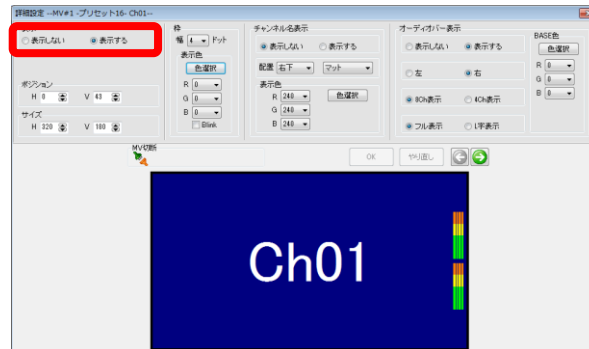 詳細設定 --MV#1 -プリセット16- Ch01--
表示しない 表示する
ポジション
H 0 V 43
サイズ
H 320 V 180
枠
幅 4 ドット
表示色
色選択
R 0
G 0
B 0
Blink
チャンネル名表示
表示しない 表示する
配置 右下 マット
表示色
R 240 色選択
G 240
B 240
オーディオバー表示
表示しない 表示する
左 右
8Ch表示 4Ch表示
フル表示 L字表示
BASE色
色選択
R 0
G 0
B 0
MV切断
OK やり直し
Ch01